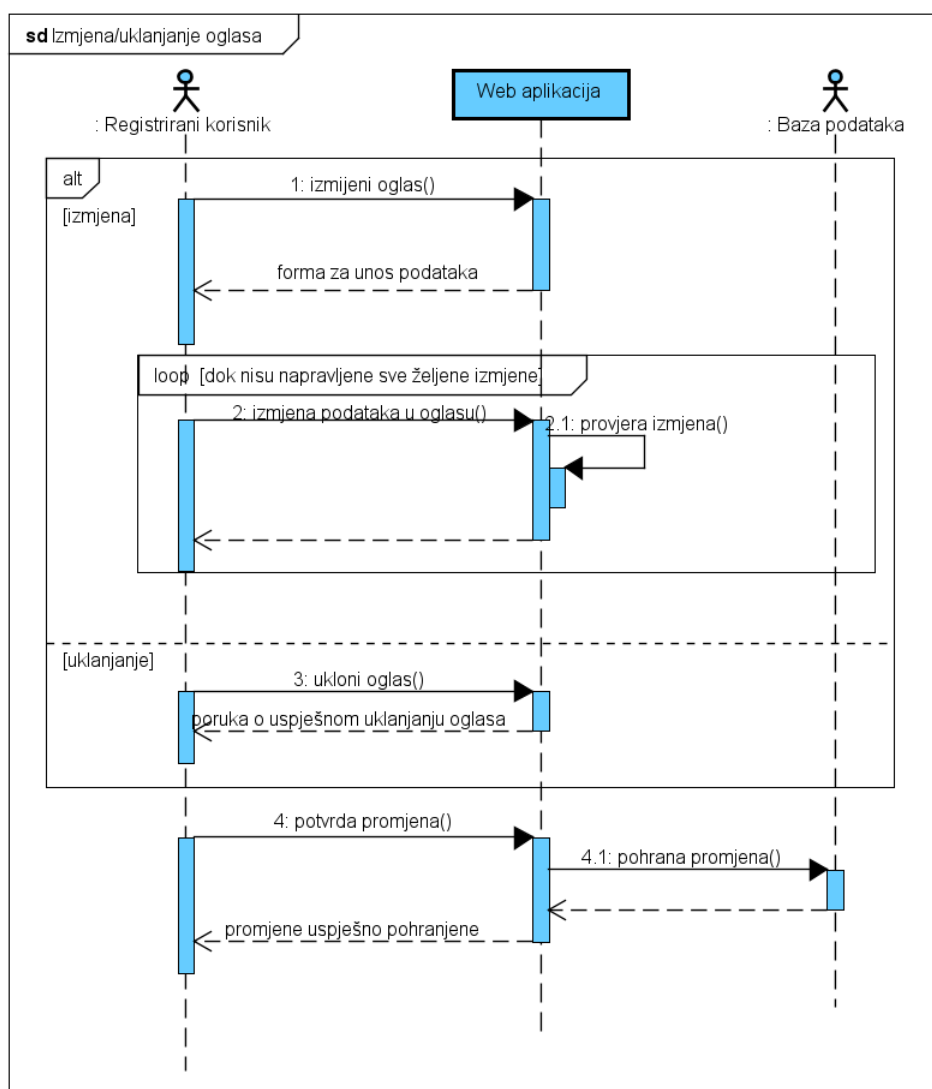 sd Izmjena/uklanjanje oglasa
: Registrirani korisnik
Web aplikacija
: Baza podataka
alt
[izmjena]
1: izmijeni oglas()
forma za unos podataka
loop [dok nisu napravljene sve željene izmjene]
2: izmjena podataka u oglasu()
2.1: provjera izmjena()
[uklanjanje]
3: ukloni oglas()
poruka o uspješnom uklanjanju oglasa
4: potvrda promjena()
4.1: pohrana promjena()
promjene uspješno pohranjene